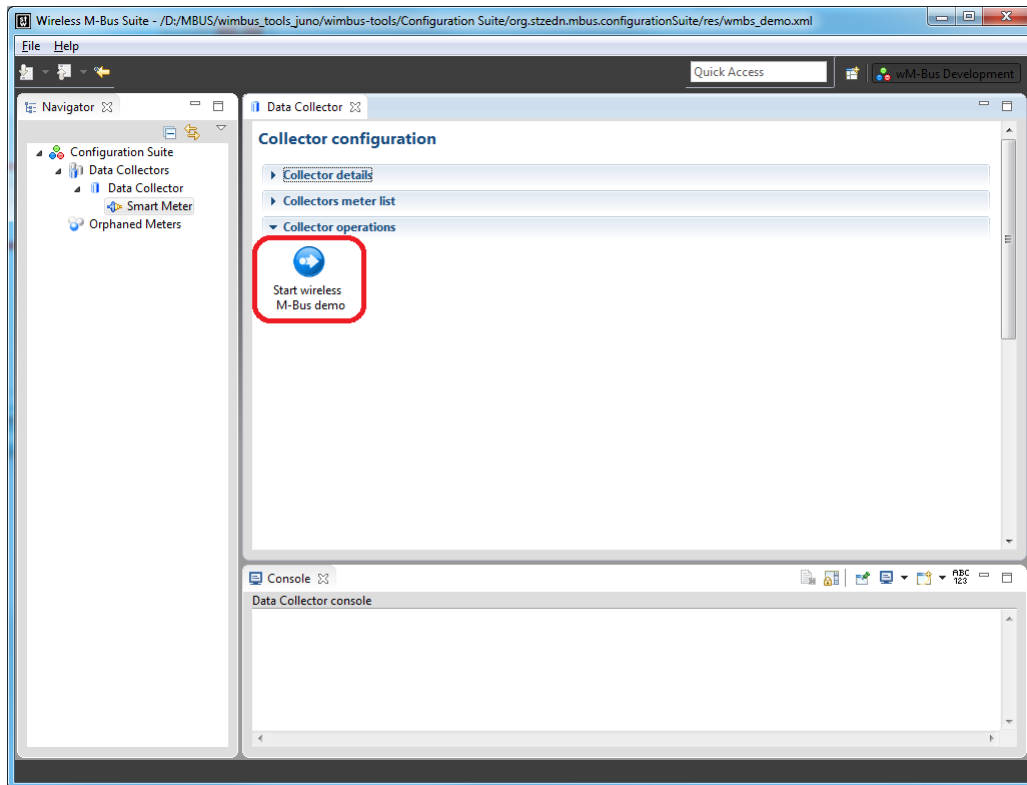 Wireless M-Bus Suite - /D:/MBUS/wimbus_tools_juno/wimbus-tools/Configuration Suite/org.stzedn.mbus.configurationSuite/res/wmbs_demo.xml
File Help
Quick Access
wM-Bus Development
Navigator
Configuration Suite
Data Collectors
Data Collector
Smart Meter
Orphaned Meters
Data Collector
Collector configuration
Collector details
Collectors meter list
Collector operations
Start wireless
M-Bus demo
Console
ABC
123
Data Collector console